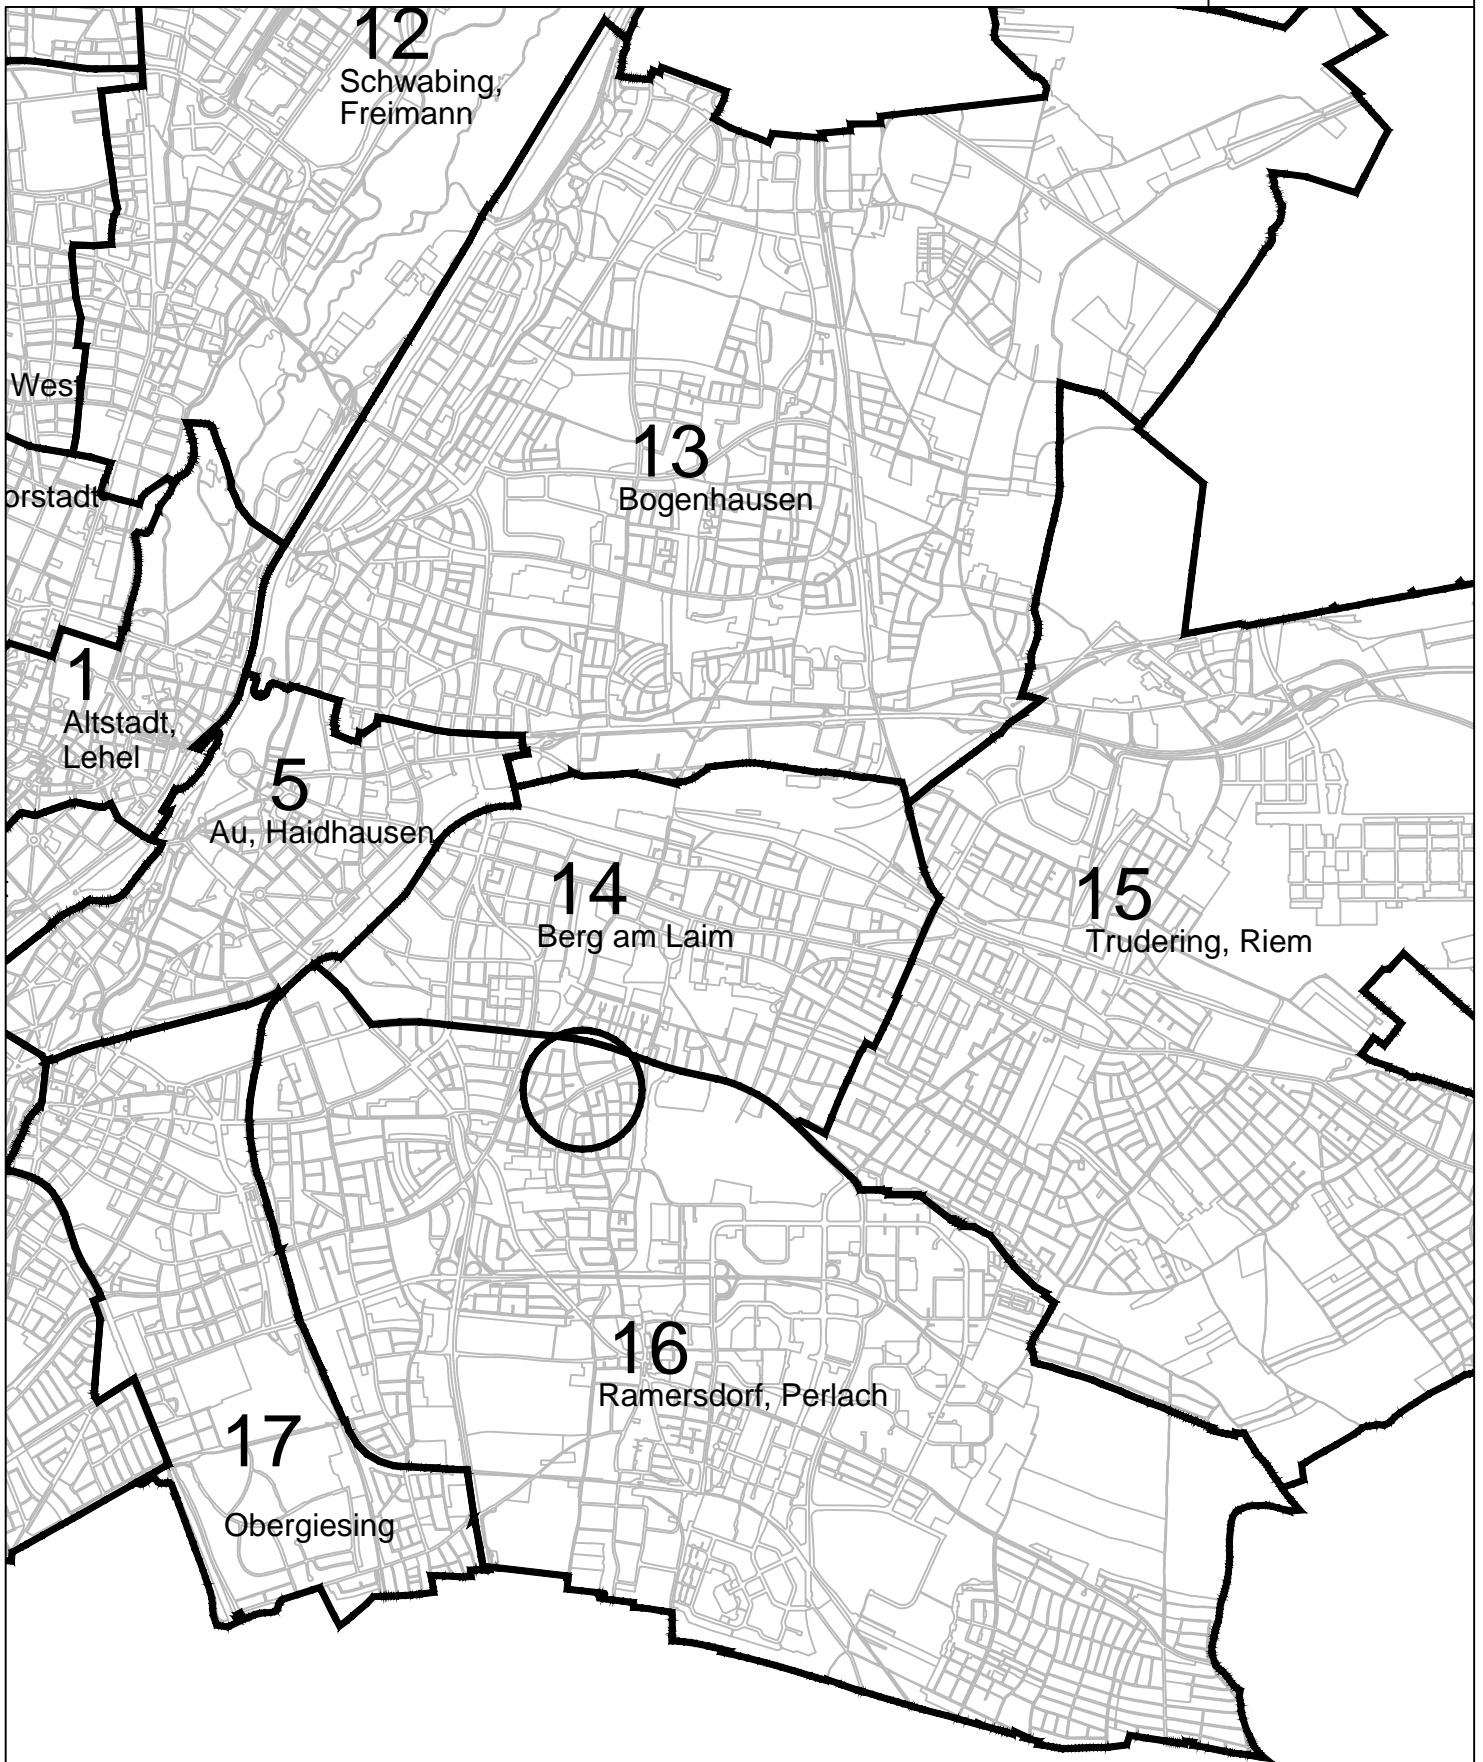 12
Schwabing,
Freimann
West
13
Bogenhausen
orstadt
1
Altstadt,
Lehel
5
Au, Haidhausen
14
Berg am Laim
15
Trudering, Riem
16
Ramersdorf, Perlach
17
Obergiesing